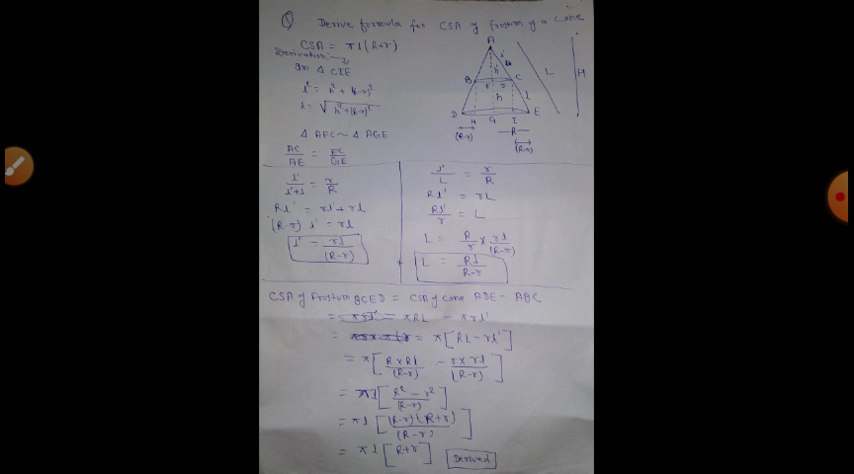 Q Derive formula for CSA of frustum of a cone
CSA = πl(R+r)
Derivation →
In Δ CIE
l² = h² + (R-r)²
l = √h²+(R-r)²
Δ AFC ~ Δ AGE
AC/AE = FC/GE
l'/l'+l = r/R
Rl' = rl' + rl
(R-r) l' = rl
l' = rl/(R-r)
A
l'
h'
B
C
F
r
L
H
h
l
D
E
H
G
I
(R-r)
R
(R-r)
l'/L = r/R
Rl' = rL
Rl'/r = L
L = R/r × rl/(R-r)
L = Rl/R-r
CSA of frustum BCED = CSA of cone ADE - ABC
= πRL - πrl'
= π[RL - rl']
= π[R×Rl/(R-r) - r×rl/(R-r)]
= πl[R²-r²/(R-r)]
= πl[(R-r)(R+r)/(R-r)]
= πl[R+r]
Derived